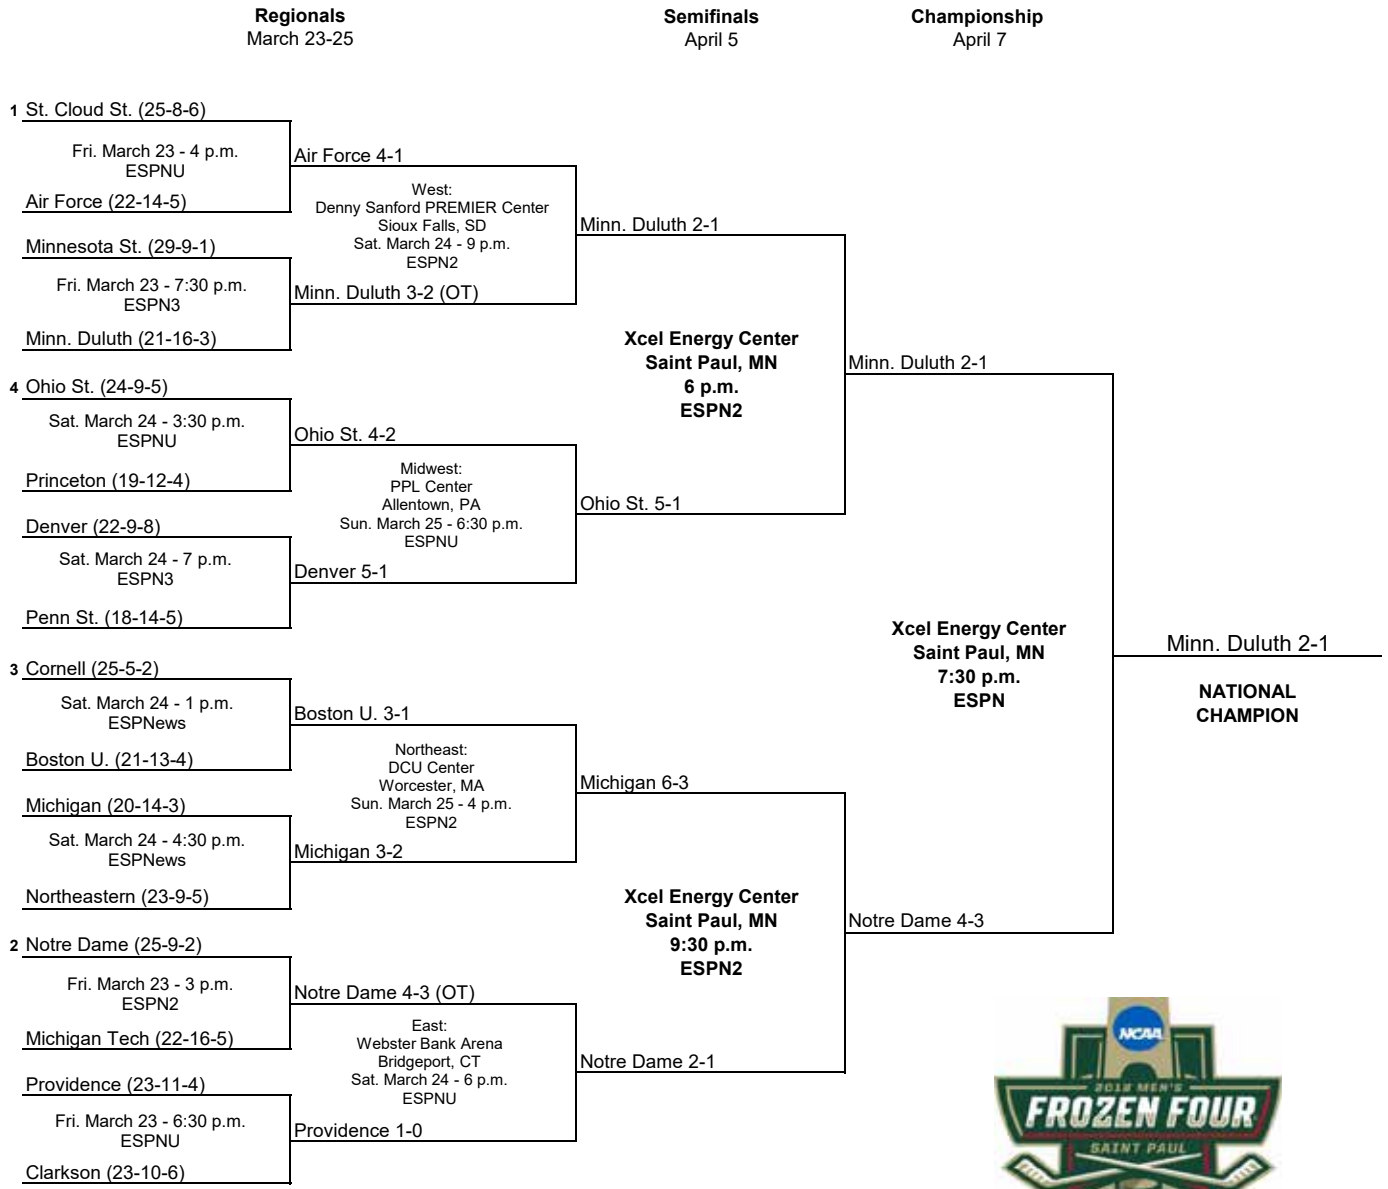 Regionals
March 23-25
Semifinals
April 5
Championship
April 7
1 St. Cloud St. (25-8-6)
Fri. March 23 - 4 p.m.
ESPNU
Air Force (22-14-5)
Air Force 4-1
Minnesota St. (29-9-1)
Fri. March 23 - 7:30 p.m.
ESPN3
Minn. Duluth (21-16-3)
Minn. Duluth 3-2 (OT)
West:
Denny Sanford PREMIER Center
Sioux Falls, SD
Sat. March 24 - 9 p.m.
ESPN2
Minn. Duluth 2-1
4 Ohio St. (24-9-5)
Sat. March 24 - 3:30 p.m.
ESPNU
Princeton (19-12-4)
Ohio St. 4-2
Denver (22-9-8)
Sat. March 24 - 7 p.m.
ESPN3
Penn St. (18-14-5)
Denver 5-1
Midwest:
PPL Center
Allentown, PA
Sun. March 25 - 6:30 p.m.
ESPNU
Ohio St. 5-1
Xcel Energy Center
Saint Paul, MN
6 p.m.
ESPN2
Minn. Duluth 2-1
3 Cornell (25-5-2)
Sat. March 24 - 1 p.m.
ESPNews
Boston U. (21-13-4)
Boston U. 3-1
Michigan (20-14-3)
Sat. March 24 - 4:30 p.m.
ESPNews
Northeastern (23-9-5)
Michigan 3-2
Northeast:
DCU Center
Worcester, MA
Sun. March 25 - 4 p.m.
ESPN2
Michigan 6-3
2 Notre Dame (25-9-2)
Fri. March 23 - 3 p.m.
ESPN2
Michigan Tech (22-16-5)
Notre Dame 4-3 (OT)
Providence (23-11-4)
Fri. March 23 - 6:30 p.m.
ESPNU
Clarkson (23-10-6)
Providence 1-0
East:
Webster Bank Arena
Bridgeport, CT
Sat. March 24 - 6 p.m.
ESPNU
Notre Dame 2-1
Xcel Energy Center
Saint Paul, MN
9:30 p.m.
ESPN2
Notre Dame 4-3
Xcel Energy Center
Saint Paul, MN
7:30 p.m.
ESPN
Minn. Duluth 2-1
NATIONAL
CHAMPION
NCAA
2018 MEN'S
FROZEN FOUR
SAINT PAUL